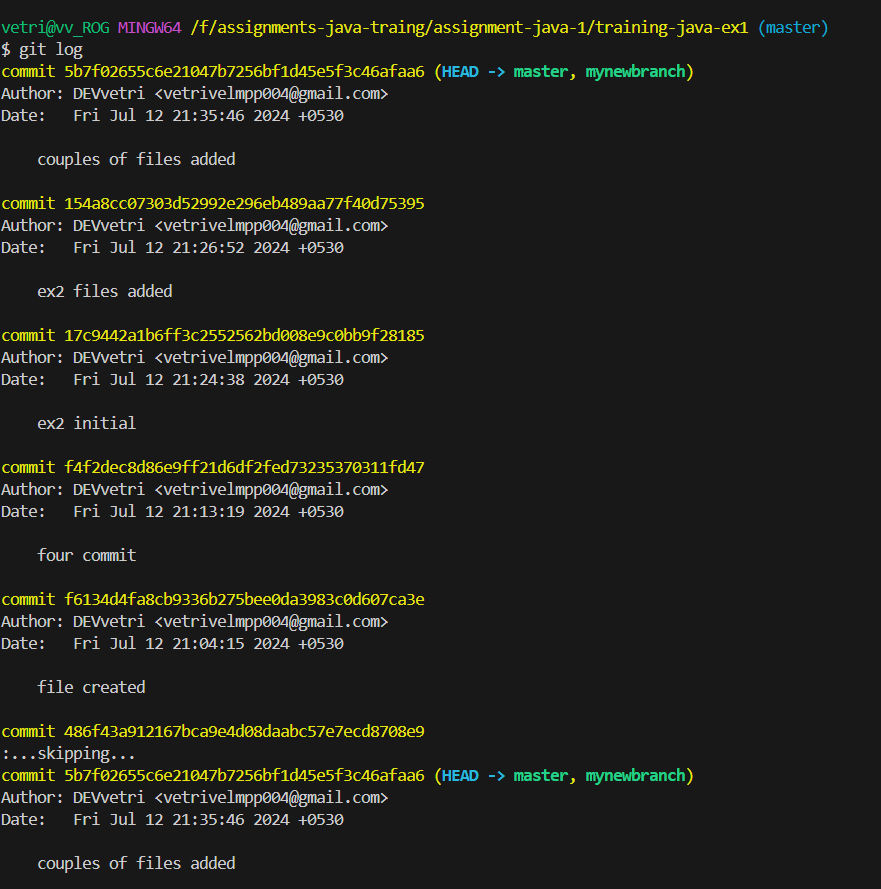 vetri@vv_ROG MINGW64 /f/assignments-java-traing/assignment-java-1/training-java-ex1 (master)
$ git log
commit 5b7f02655c6e21047b7256bf1d45e5f3c46afaa6 (HEAD -> master, mynewbranch)
Author: DEVvetri <vetrivelmpp004@gmail.com>
Date:   Fri Jul 12 21:35:46 2024 +0530

    couples of files added

commit 154a8cc07303d52992e296eb489aa77f40d75395
Author: DEVvetri <vetrivelmpp004@gmail.com>
Date:   Fri Jul 12 21:26:52 2024 +0530

    ex2 files added

commit 17c9442a1b6ff3c2552562bd008e9c0bb9f28185
Author: DEVvetri <vetrivelmpp004@gmail.com>
Date:   Fri Jul 12 21:24:38 2024 +0530

    ex2 initial

commit f4f2dec8d86e9ff21d6df2fed73235370311fd47
Author: DEVvetri <vetrivelmpp004@gmail.com>
Date:   Fri Jul 12 21:13:19 2024 +0530

    four commit

commit f6134d4fa8cb9336b275bee0da3983c0d607ca3e
Author: DEVvetri <vetrivelmpp004@gmail.com>
Date:   Fri Jul 12 21:04:15 2024 +0530

    file created

commit 486f43a912167bca9e4d08daabc57e7ecd8708e9
:...skipping...
commit 5b7f02655c6e21047b7256bf1d45e5f3c46afaa6 (HEAD -> master, mynewbranch)
Author: DEVvetri <vetrivelmpp004@gmail.com>
Date:   Fri Jul 12 21:35:46 2024 +0530

    couples of files added